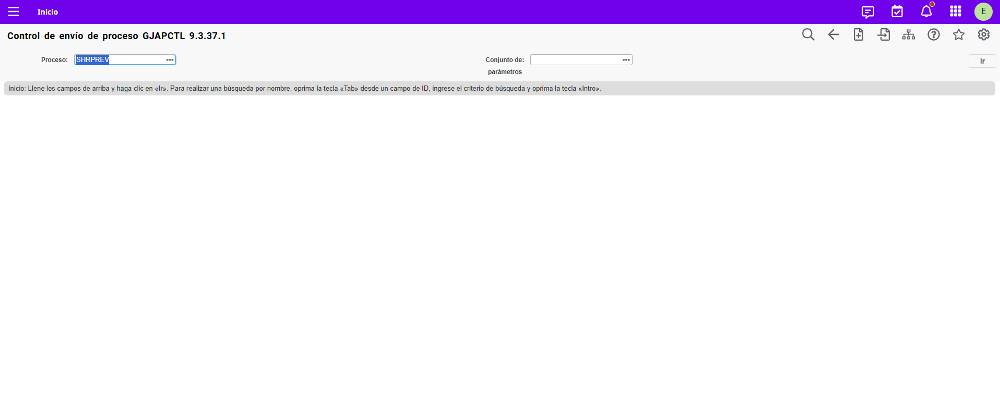 Inicio
E
Control de envío de proceso GJAPCTL 9.3.37.1
Proceso: SHRPREV
Conjunto de: parámetros
Ir
Inicio: Llene los campos de arriba y haga clic en «Ir». Para realizar una búsqueda por nombre, oprima la tecla «Tab» desde un campo de ID, ingrese el criterio de búsqueda y oprima la tecla «Intro».